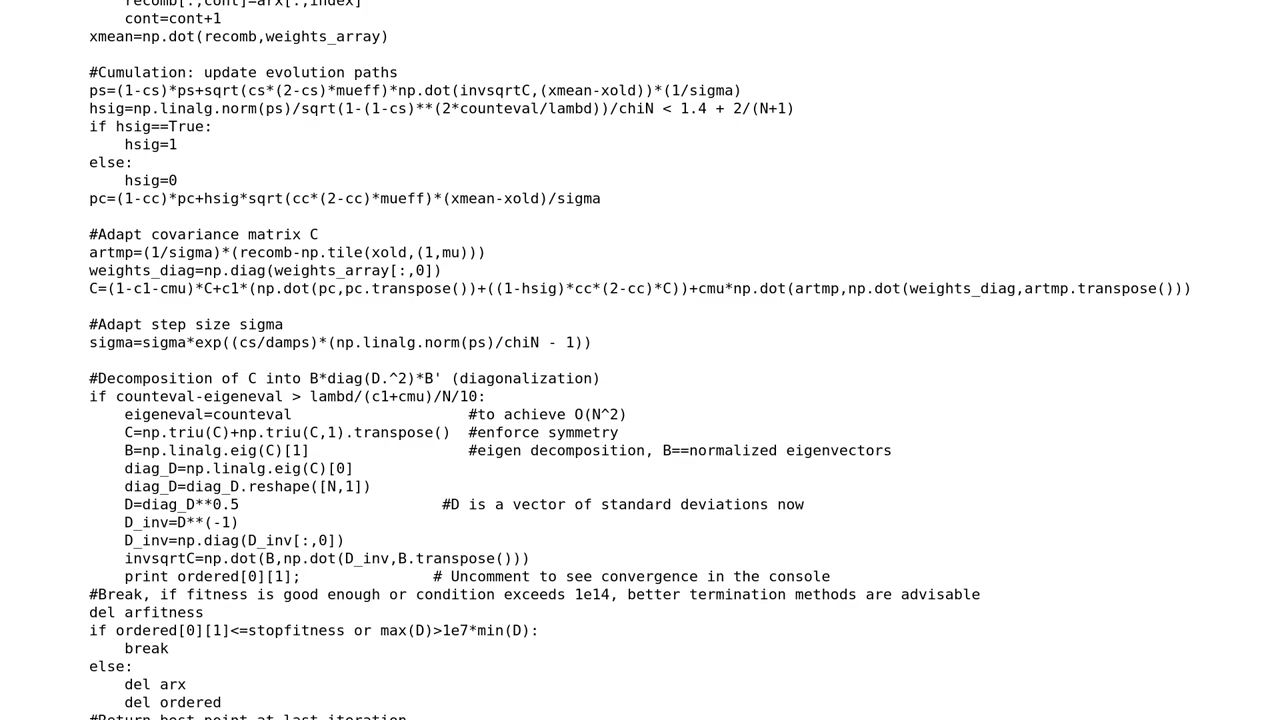 recomb[:,cont]=arx[:,index]
cont=cont+1
xmean=np.dot(recomb,weights_array)
#Cumulation: update evolution paths
ps=(1-cs)*ps+sqrt(cs*(2-cs)*mueff)*np.dot(invsqrtC,(xmean-xold))*(1/sigma)
hsig=np.linalg.norm(ps)/sqrt(1-(1-cs)**(2*counteval/lambd))/chiN < 1.4 + 2/(N+1)
if hsig==True:
    hsig=1
else:
    hsig=0
pc=(1-cc)*pc+hsig*sqrt(cc*(2-cc)*mueff)*(xmean-xold)/sigma
#Adapt covariance matrix C
artmp=(1/sigma)*(recomb-np.tile(xold,(1,mu)))
weights_diag=np.diag(weights_array[:,0])
C=(1-c1-cmu)*C+c1*(np.dot(pc,pc.transpose())+((1-hsig)*cc*(2-cc)*C))+cmu*np.dot(artmp,np.dot(weights_diag,artmp.transpose()))
#Adapt step size sigma
sigma=sigma*exp((cs/damps)*(np.linalg.norm(ps)/chiN - 1))
#Decomposition of C into B*diag(D.^2)*B' (diagonalization)
if counteval-eigeneval > lambd/(c1+cmu)/N/10:
    eigeneval=counteval                    #to achieve O(N^2)
    C=np.triu(C)+np.triu(C,1).transpose()  #enforce symmetry
    B=np.linalg.eig(C)[1]                  #eigen decomposition, B==normalized eigenvectors
    diag_D=np.linalg.eig(C)[0]
    diag_D=diag_D.reshape([N,1])
    D=diag_D**0.5                       #D is a vector of standard deviations now
    D_inv=D**(-1)
    D_inv=np.diag(D_inv[:,0])
    invsqrtC=np.dot(B,np.dot(D_inv,B.transpose()))
    print ordered[0][1];               # Uncomment to see convergence in the console
#Break, if fitness is good enough or condition exceeds 1e14, better termination methods are advisable
del arfitness
if ordered[0][1]<=stopfitness or max(D)>1e7*min(D):
    break
else:
    del arx
    del ordered
#Return best point at last iteration